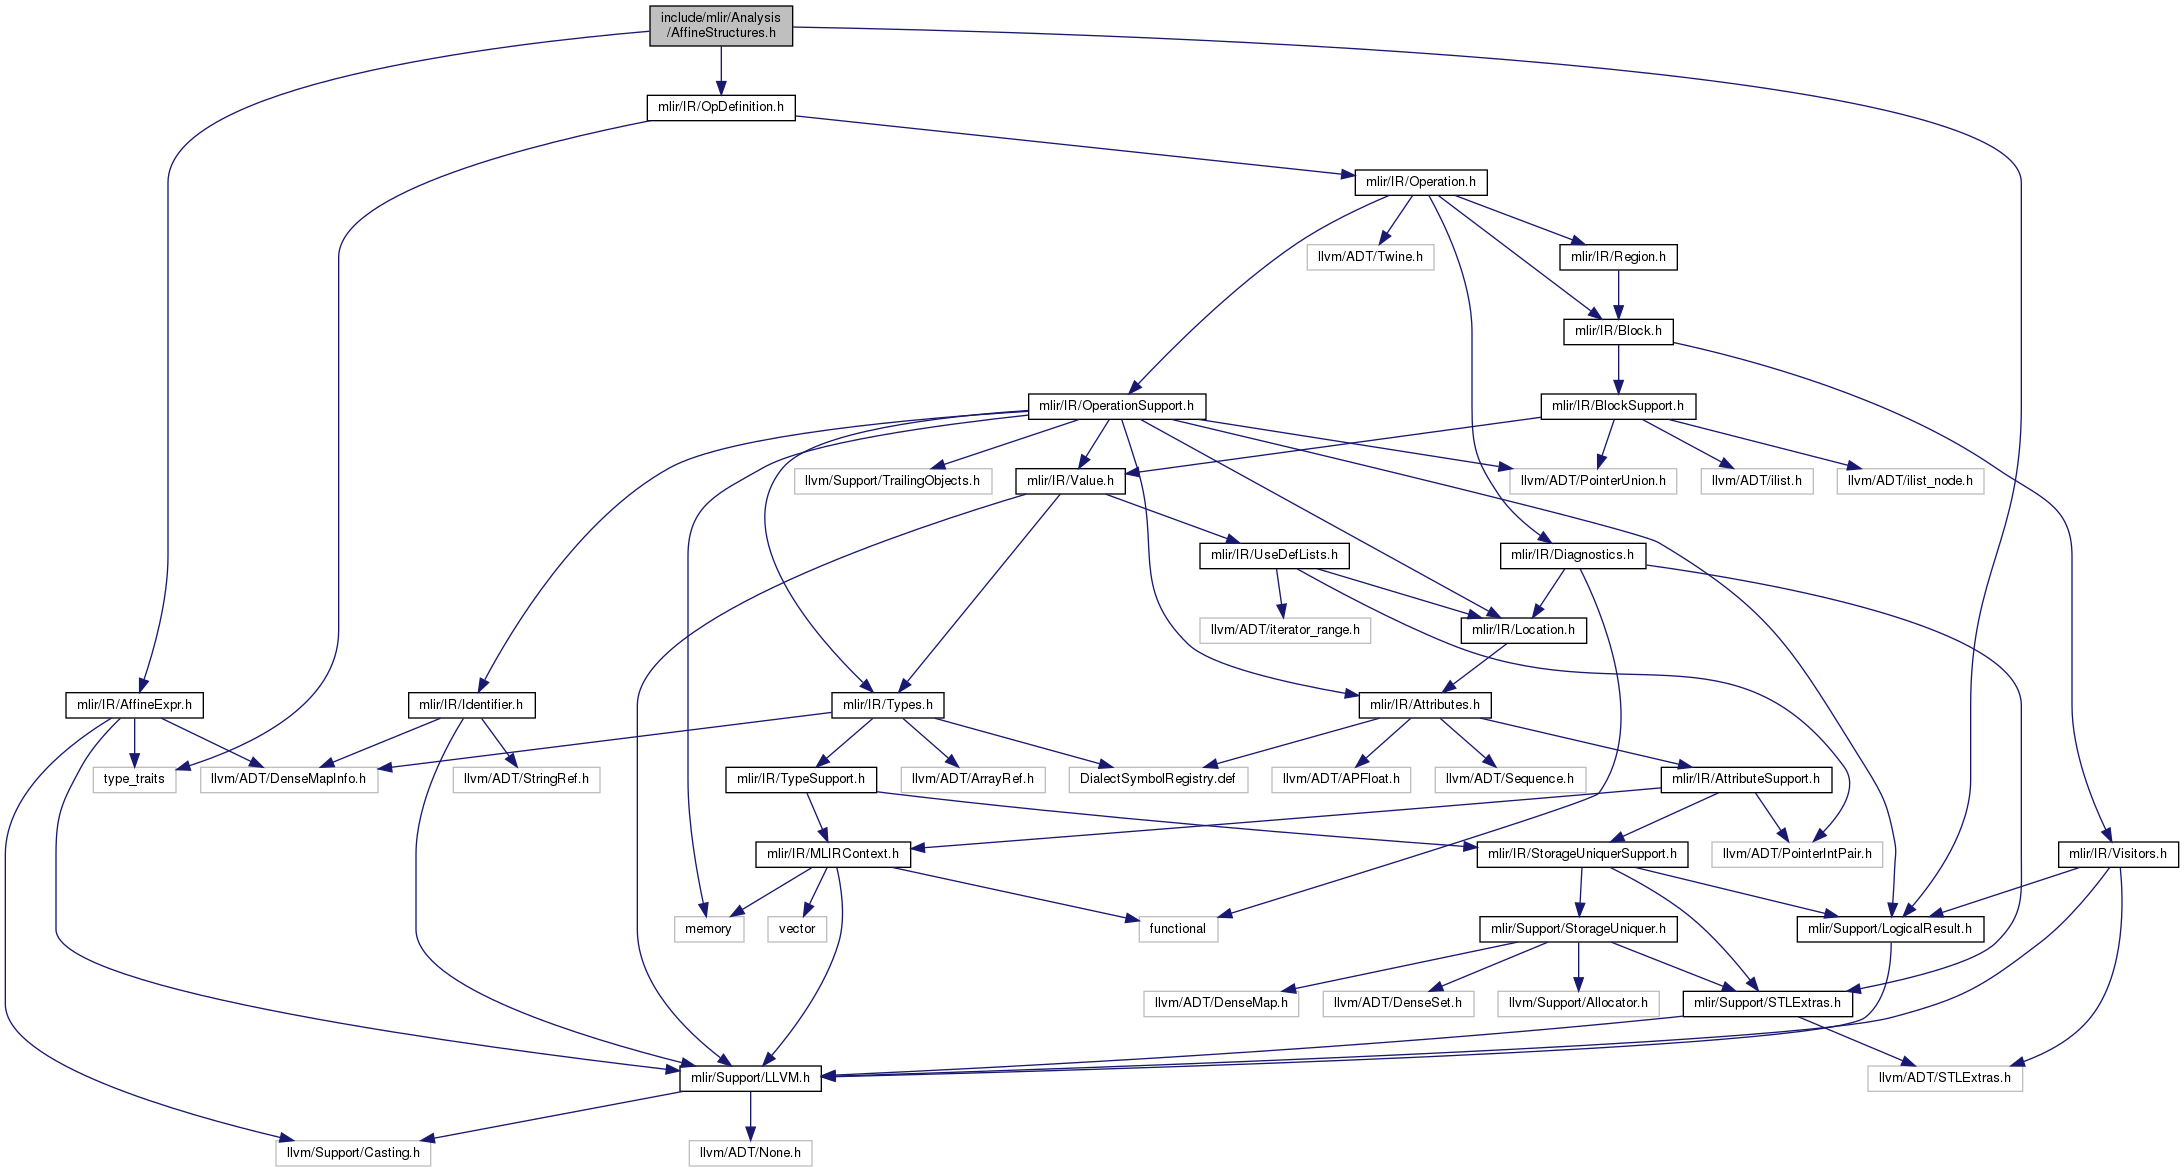 include/mlir/Analysis
/AffineStructures.h
mlir/IR/OpDefinition.h
mlir/IR/Operation.h
llvm/ADT/Twine.h
mlir/IR/Region.h
mlir/IR/Block.h
mlir/IR/OperationSupport.h
mlir/IR/BlockSupport.h
llvm/Support/TrailingObjects.h
mlir/IR/Value.h
llvm/ADT/PointerUnion.h
llvm/ADT/ilist.h
llvm/ADT/ilist_node.h
mlir/IR/UseDefLists.h
mlir/IR/Diagnostics.h
llvm/ADT/iterator_range.h
mlir/IR/Location.h
mlir/IR/AffineExpr.h
mlir/IR/Identifier.h
mlir/IR/Types.h
mlir/IR/Attributes.h
type_traits
llvm/ADT/DenseMapInfo.h
llvm/ADT/StringRef.h
mlir/IR/TypeSupport.h
llvm/ADT/ArrayRef.h
DialectSymbolRegistry.def
llvm/ADT/APFloat.h
llvm/ADT/Sequence.h
mlir/IR/AttributeSupport.h
mlir/IR/MLIRContext.h
mlir/IR/StorageUniquerSupport.h
llvm/ADT/PointerIntPair.h
mlir/IR/Visitors.h
memory
vector
functional
mlir/Support/StorageUniquer.h
mlir/Support/LogicalResult.h
llvm/ADT/DenseMap.h
llvm/ADT/DenseSet.h
llvm/Support/Allocator.h
mlir/Support/STLExtras.h
mlir/Support/LLVM.h
llvm/ADT/STLExtras.h
llvm/Support/Casting.h
llvm/ADT/None.h